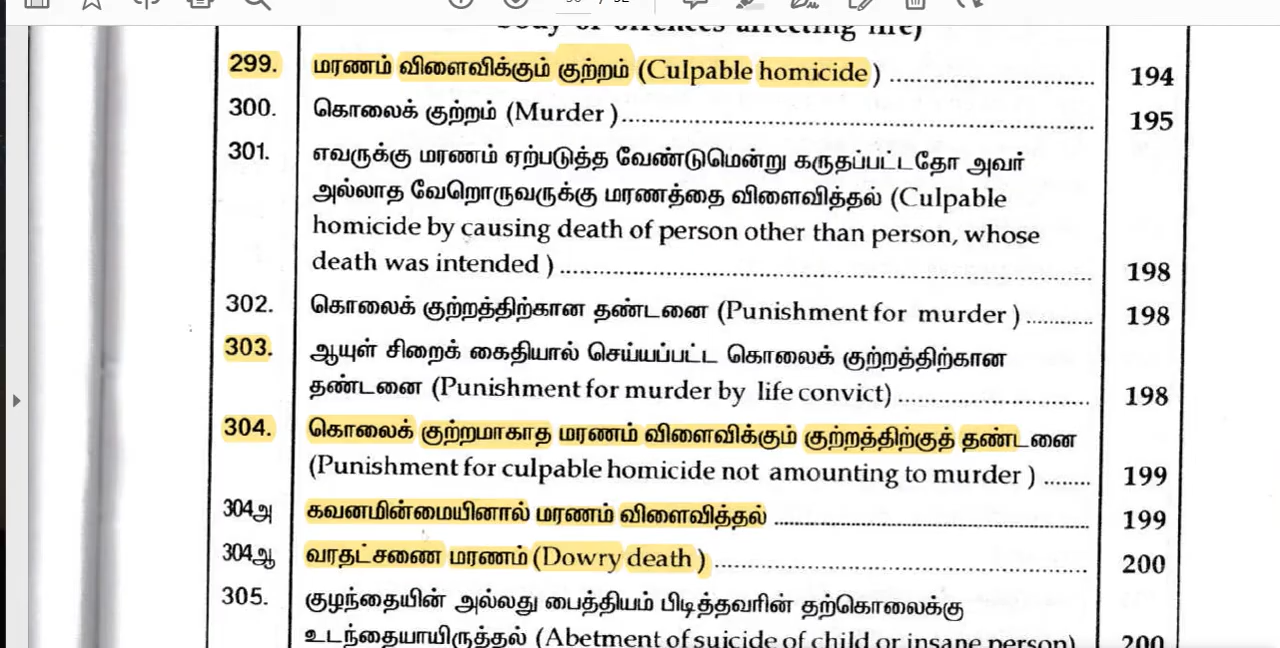 body of offences affecting life)
299. மரணம் விளைவிக்கும் குற்றம் (Culpable homicide) ........ 194
300. கொலைக் குற்றம் (Murder) ........ 195
301. எவருக்கு மரணம் ஏற்படுத்த வேண்டுமென்று கருதப்பட்டதோ அவர்
அல்லாத வேறொருவருக்கு மரணத்தை விளைவித்தல் (Culpable
homicide by causing death of person other than person, whose
death was intended) ........ 198
302. கொலைக் குற்றத்திற்கான தண்டனை (Punishment for murder) ........ 198
303. ஆயுள் சிறைக் கைதியால் செய்யப்பட்ட கொலைக் குற்றத்திற்கான
தண்டனை (Punishment for murder by life convict) ........ 198
304. கொலைக் குற்றமாகாத மரணம் விளைவிக்கும் குற்றத்திற்குத் தண்டனை
(Punishment for culpable homicide not amounting to murder) ........ 199
304அ கவனமின்மையினால் மரணம் விளைவித்தல் ........ 199
304ஆ வரதட்சணை மரணம் (Dowry death) ........ 200
305. குழந்தையின் அல்லது பைத்தியம் பிடித்தவரின் தற்கொலைக்கு
உடந்தையாயிருத்தல் (Abetment of suicide of child or insane person) 200